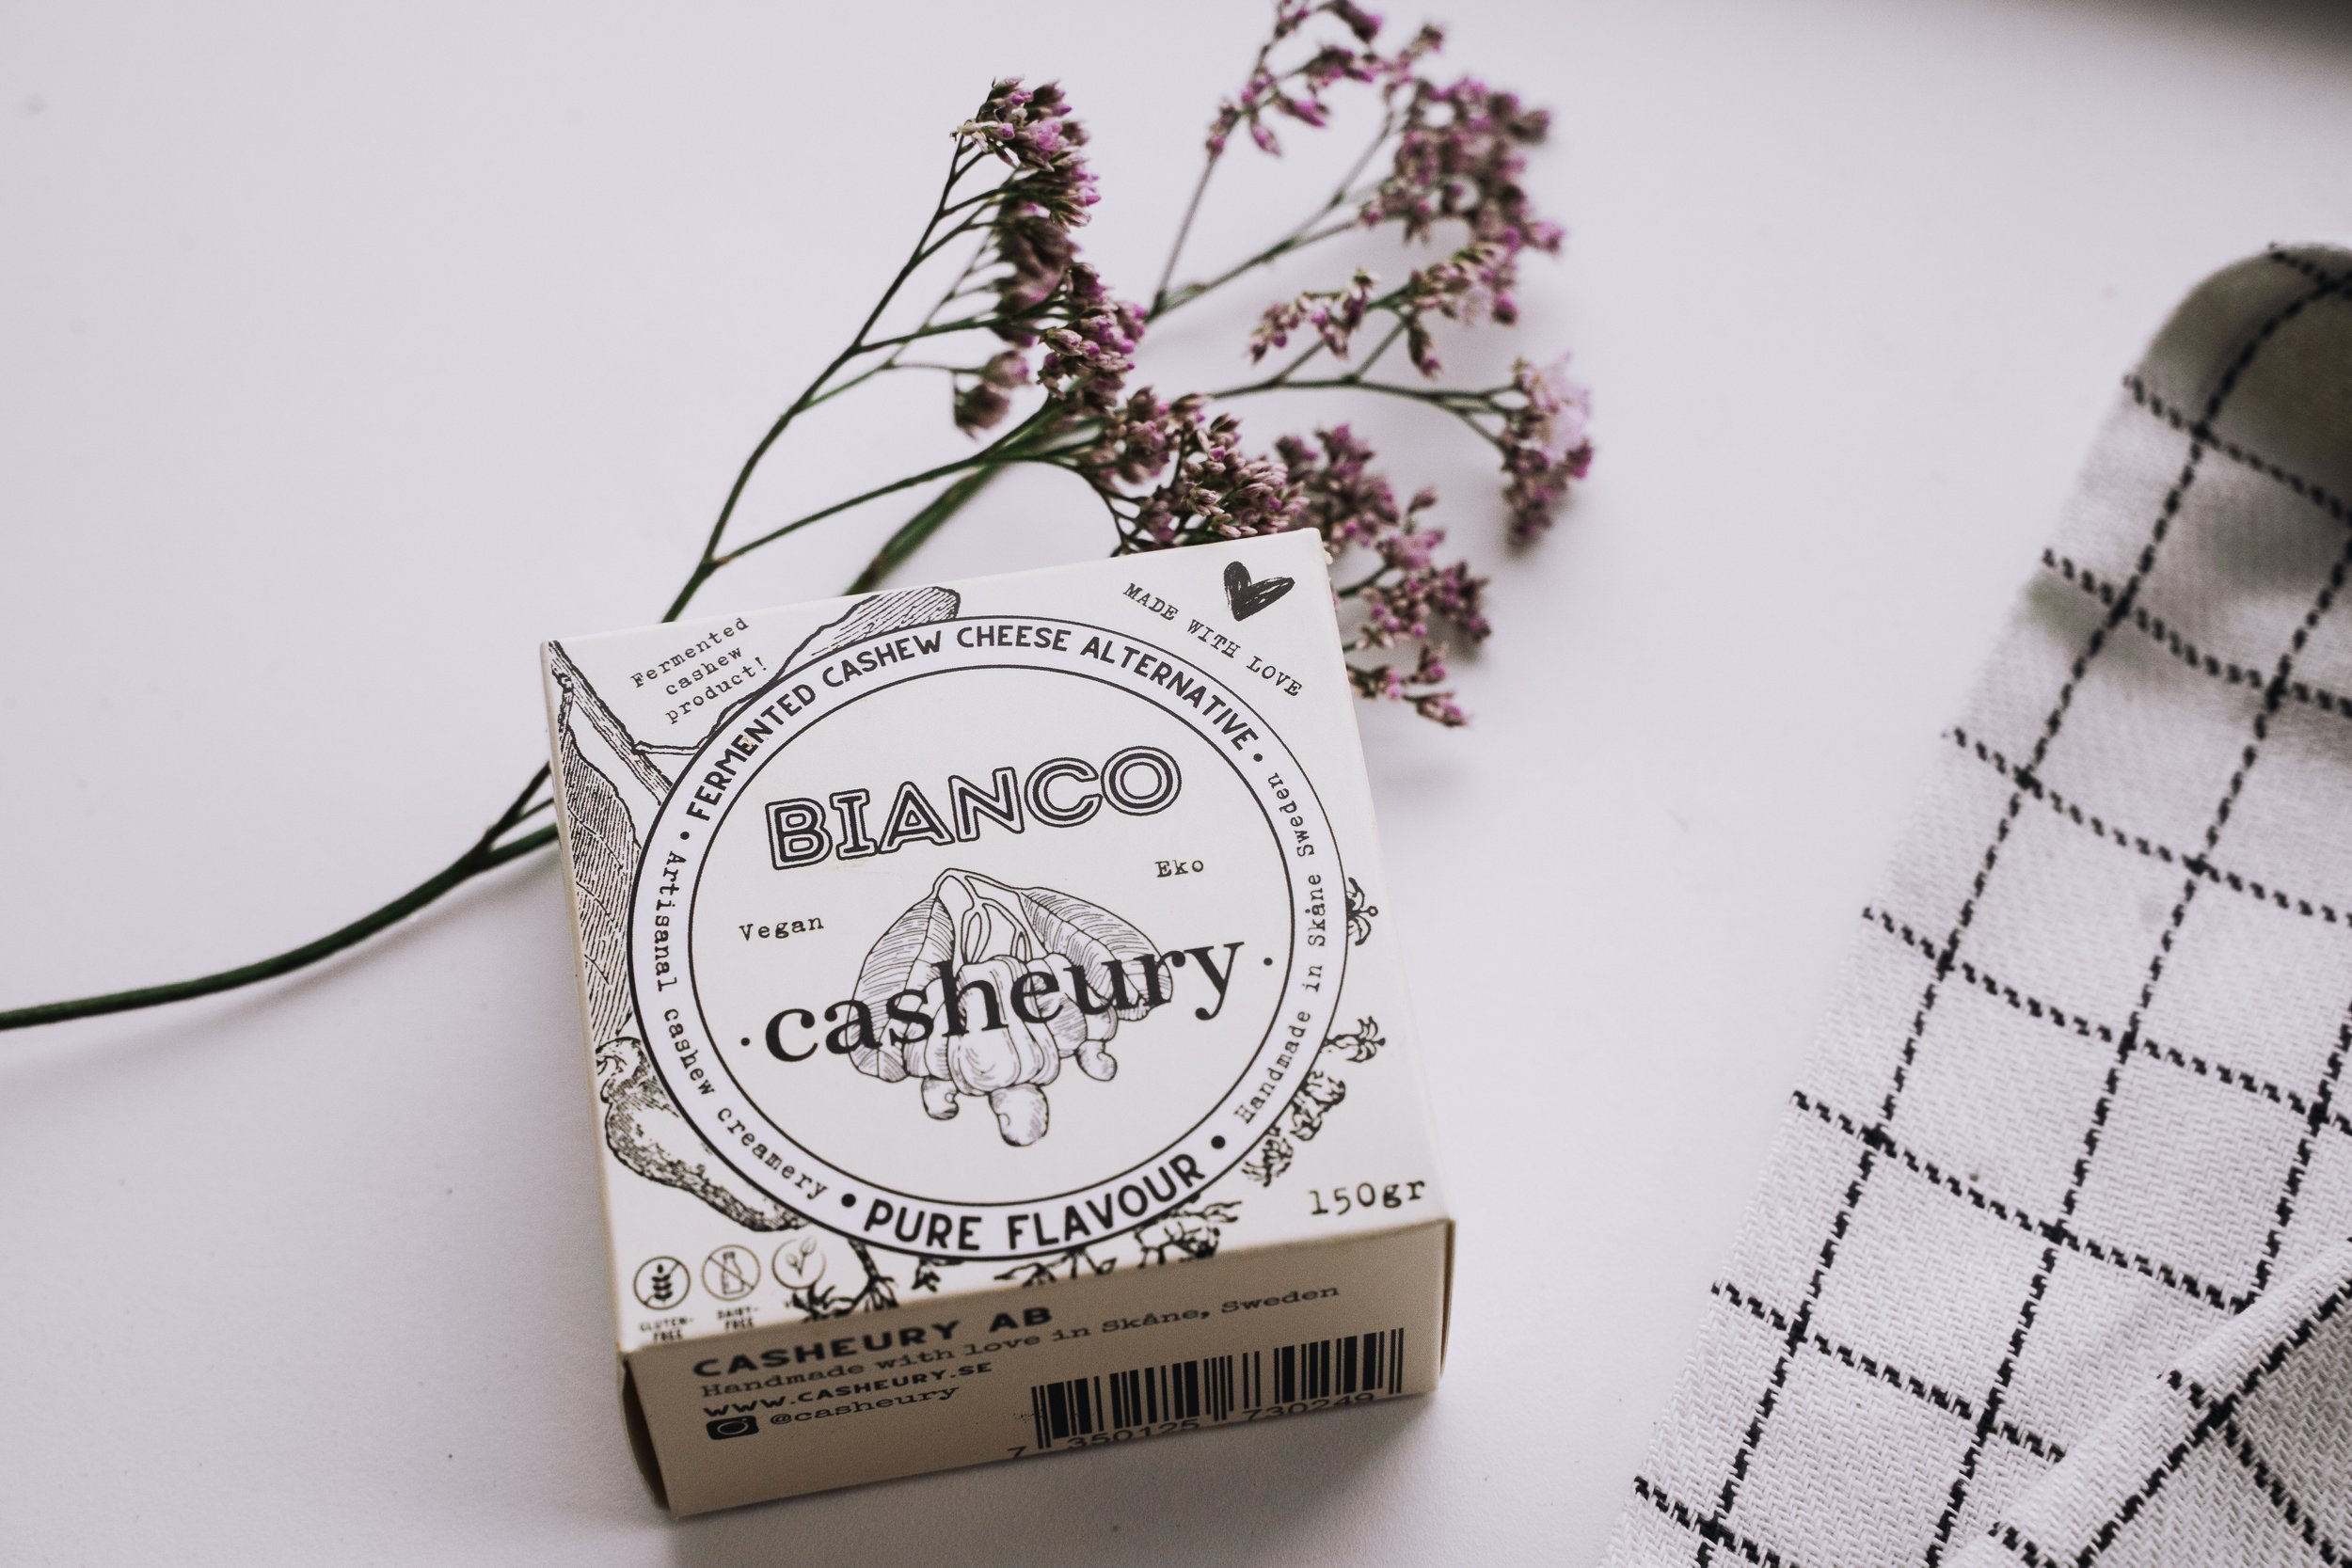 Fermented
cashew
product!
MADE WITH LOVE
• FERMENTED CASHEW CHEESE ALTERNATIVE •
BIANCO
Eko
Vegan
· casheury ·
Artisanal cashew creamery
• PURE FLAVOUR •
Handmade in Skåne Sweden
150gr
GLUTEN-
FREE
DAIRY-
FREE
CASHEURY AB
Handmade with love in Skåne, Sweden
WWW.CASHEURY.SE
@casheury
7 350125 730249